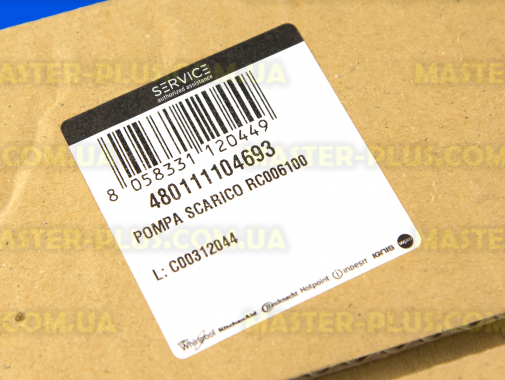 SERVICE
authorized assistance
8 058331 120449
480111104693
POMPA SCARICO RC006100
L: C00312044
Whirlpool KitchenAid Bauknecht Hotpoint indesit IGNIS
MASTER-PLUS.COM.UA